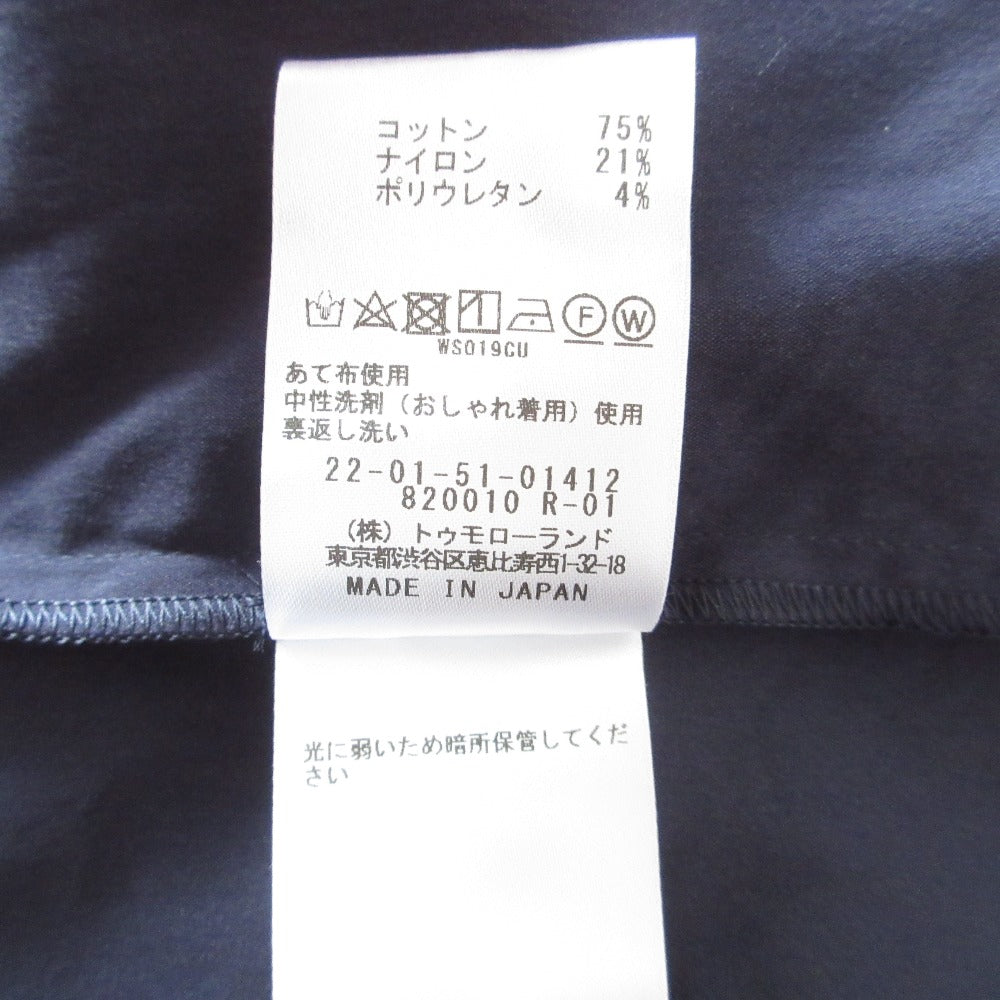 コットン 75%
ナイロン 21%
ポリウレタン 4%
F W
WS019CU
あて布使用
中性洗剤（おしゃれ着用）使用
裏返し洗い
22-01-51-01412
820010 R-01
（株）トゥモローランド
東京都渋谷区恵比寿西1-32-18
MADE IN JAPAN
光に弱いため暗所保管してくだ
さい